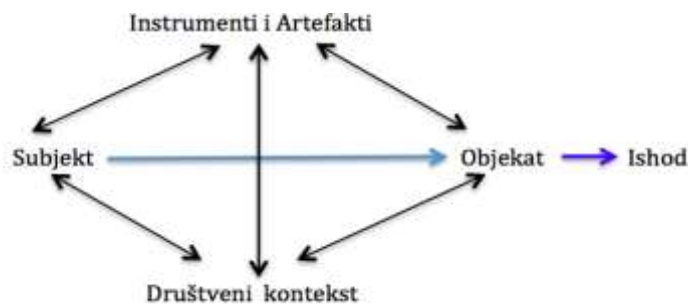 Instrumenti i Artefakti
Subjekt
Objekat
Ishod
Društveni kontekst